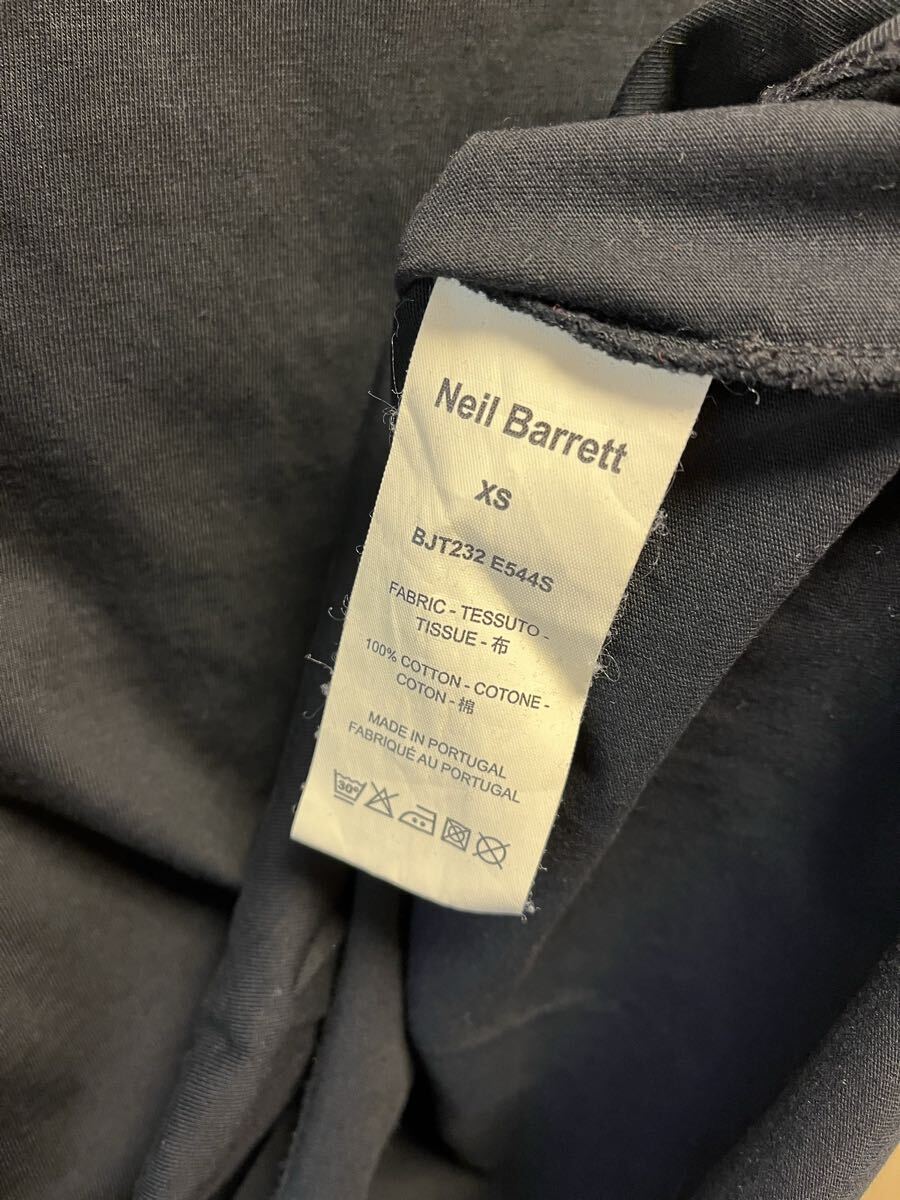 Neil Barrett
XS
BJT232 E544S
FABRIC - TESSUTO -
TISSUE - 布
100% COTTON - COTONE -
COTON - 棉
MADE IN PORTUGAL
FABRIQUÉ AU PORTUGAL
30°